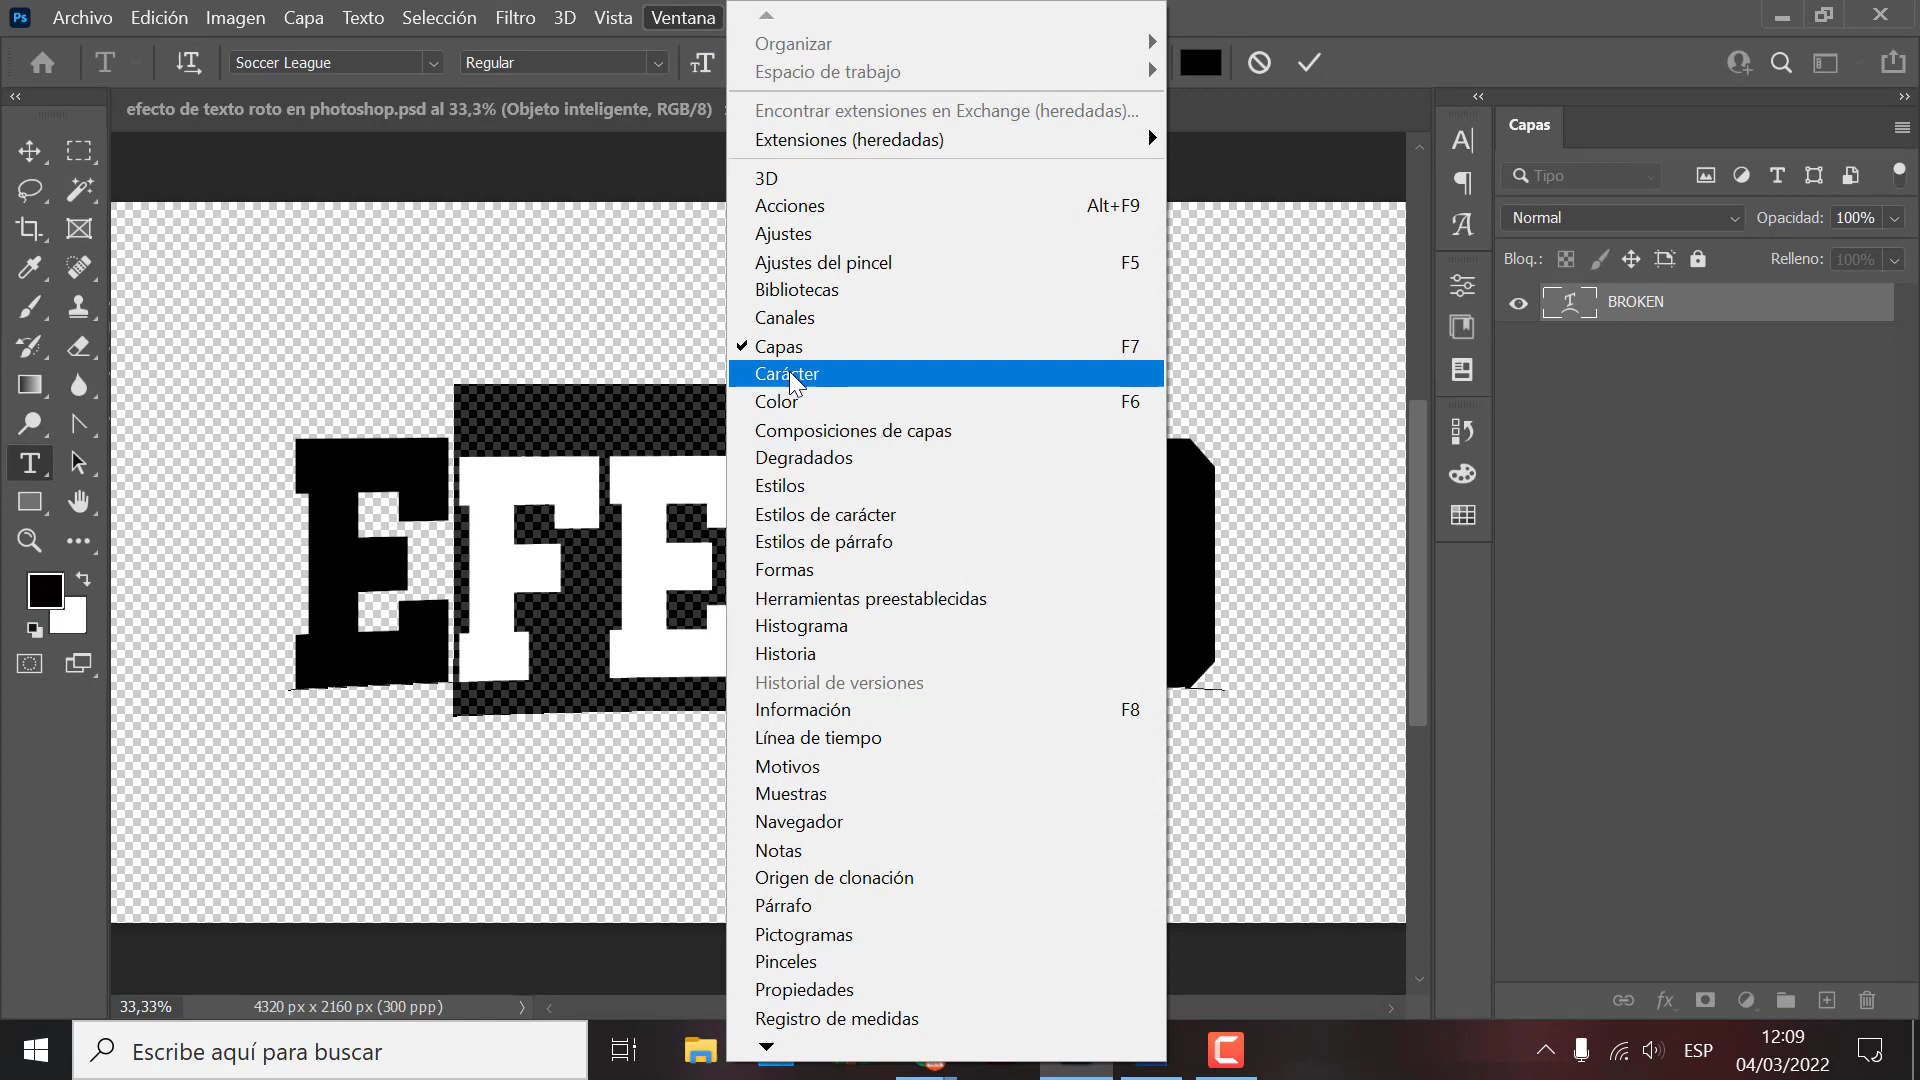 Ps Archivo Edición Imagen Capa Texto Selección Filtro 3D Vista Ventana
Soccer League Regular
efecto de texto roto en photoshop.psd al 33,3% (Objeto inteligente, RGB/8)
EFE
Organizar
Espacio de trabajo
Encontrar extensiones en Exchange (heredadas)...
Extensiones (heredadas)
3D
Acciones Alt+F9
Ajustes
Ajustes del pincel F5
Bibliotecas
Canales
Capas F7
Carácter
Color F6
Composiciones de capas
Degradados
Estilos
Estilos de carácter
Estilos de párrafo
Formas
Herramientas preestablecidas
Histograma
Historia
Historial de versiones
Información F8
Línea de tiempo
Motivos
Muestras
Navegador
Notas
Origen de clonación
Párrafo
Pictogramas
Pinceles
Propiedades
Registro de medidas
Capas
Tipo
Normal Opacidad: 100%
Bloq.: Relleno: 100%
BROKEN
33,33% 4320 px x 2160 px (300 ppp)
Escribe aquí para buscar
ESP
12:09
04/03/2022